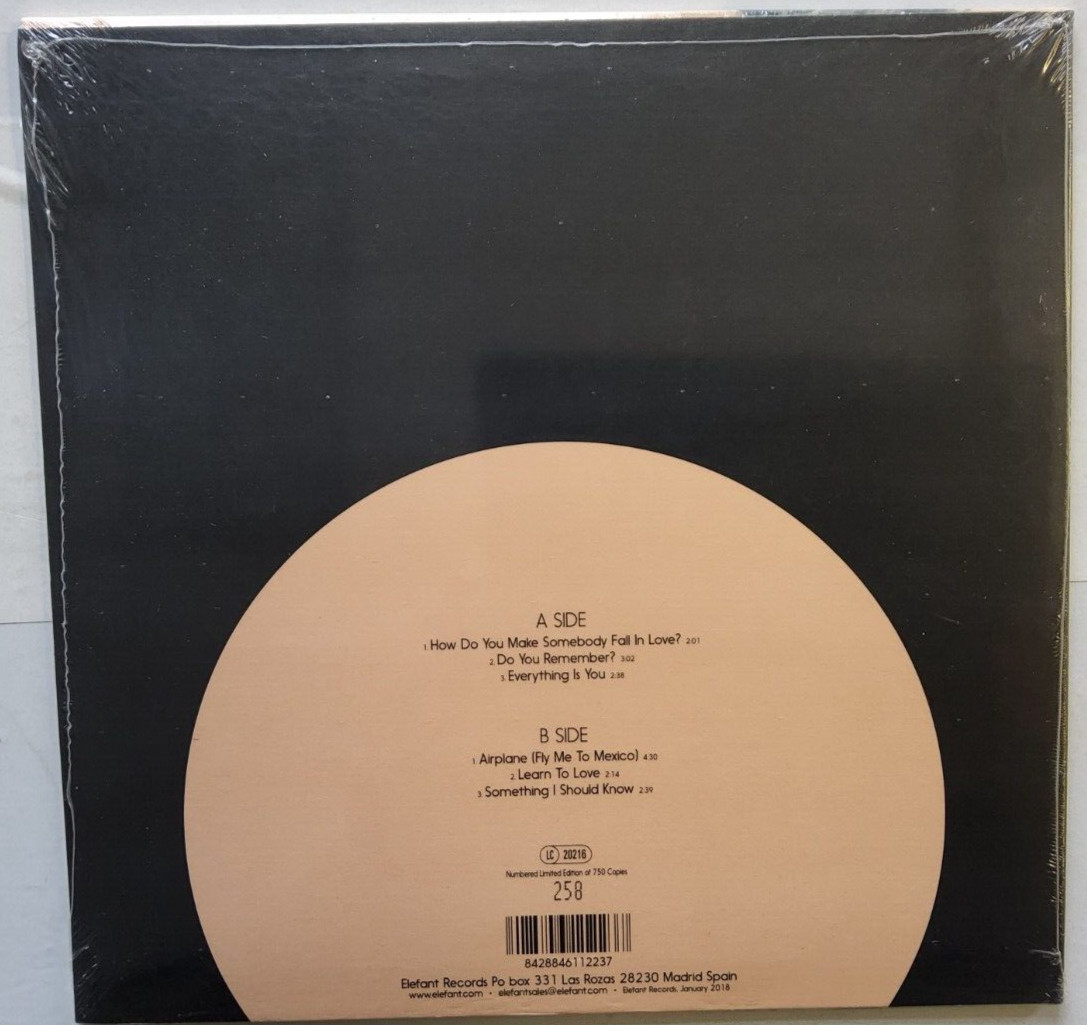 A SIDE
1. How Do You Make Somebody Fall In Love? 2:01
2. Do You Remember? 3:02
3. Everything Is You 2:38
B SIDE
1. Airplane (Fly Me To Mexico) 4:30
2. Learn To Love 2:14
3. Something I Should Know 2:39
LC 20216
Numbered Limited Edition of 750 Copies
258
8428846112237
Elefant Records Po box 331 Las Rozas 28230 Madrid Spain
www.elefant.com · elefantsales@elefant.com · Elefant Records, January 2018